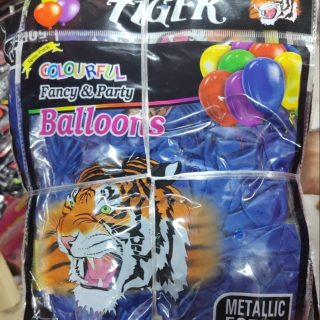 TIGER
COLOURFUL
Fancy & Party
Balloons
METALLIC